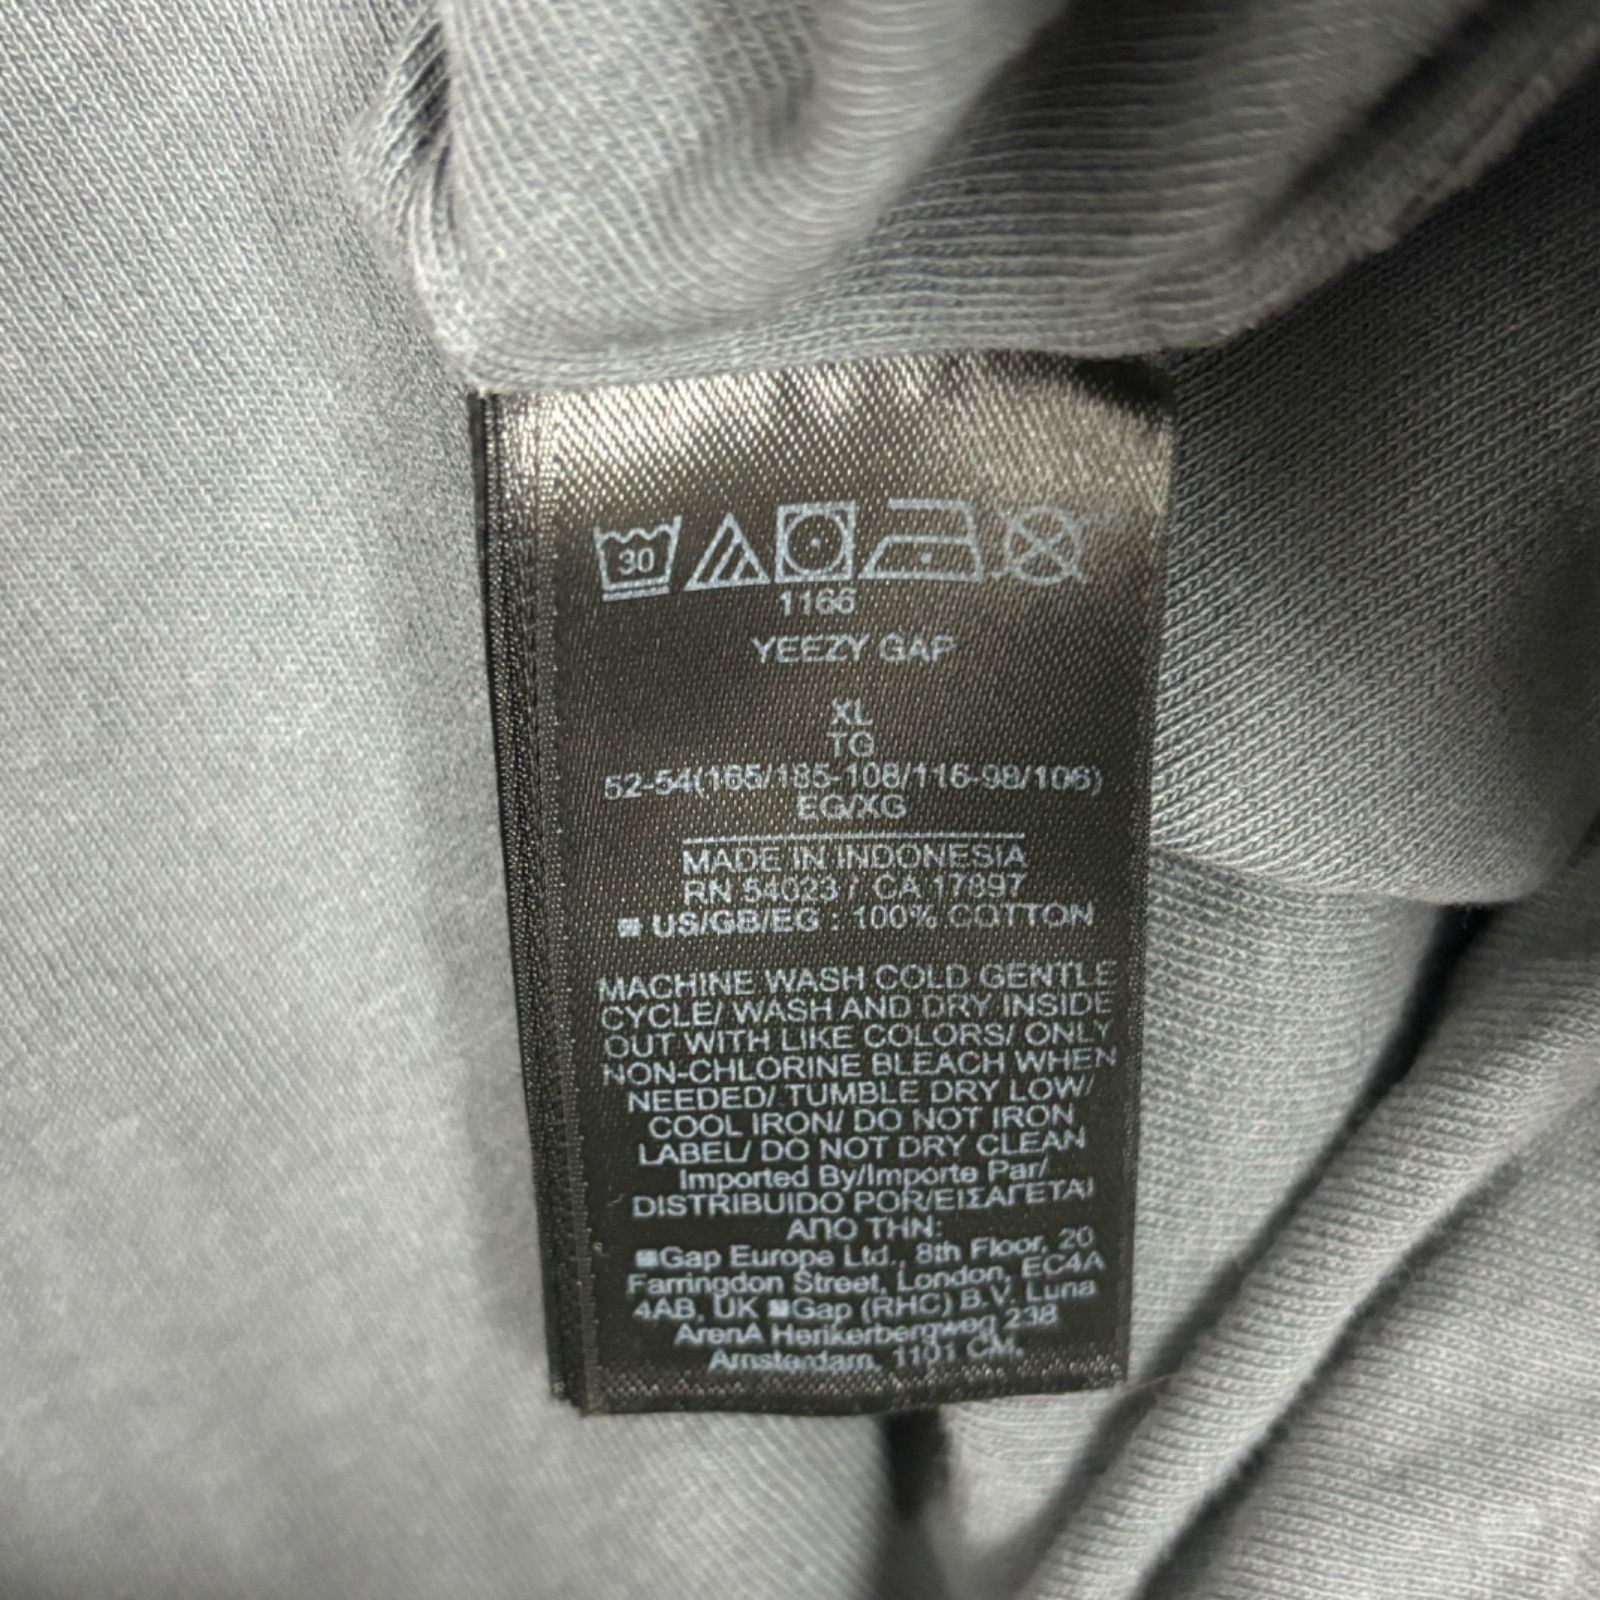 30
1166
YEEZY GAP
XL
TG
52-54(165/185-108/116-98/106)
EG/XG
MADE IN INDONESIA
RN 54023 / CA 17897
US/GB/EG : 100% COTTON
MACHINE WASH COLD GENTLE
CYCLE/ WASH AND DRY INSIDE
OUT WITH LIKE COLORS/ ONLY
NON-CHLORINE BLEACH WHEN
NEEDED/ TUMBLE DRY LOW/
COOL IRON/ DO NOT IRON
LABEL/ DO NOT DRY CLEAN
Imported By/Importe Par/
DISTRIBUIDO POR/ΕΙΣΑΓΕΤΑΙ
ΑΠΟ ΤΗΝ:
Gap Europe Ltd., 8th Floor, 20
Farringdon Street, London, EC4A
4AB, UK Gap (RHC) B.V. Luna
ArenA Herikerbergweg 238
Amsterdam, 1101 CM.